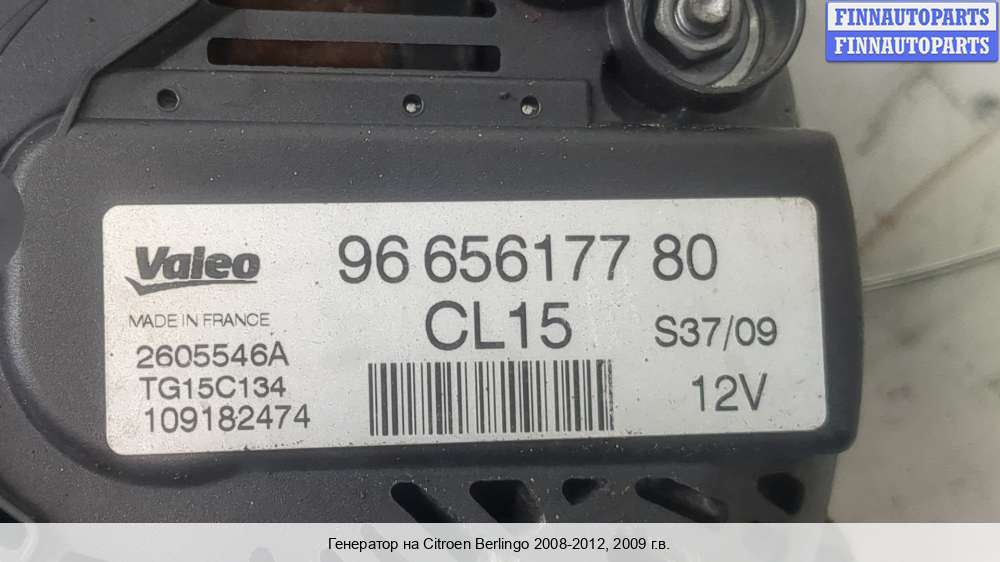 FINNAUTOPARTS
FINNAUTOPARTS
Valeo
96 656177 80
MADE IN FRANCE
CL15
S37/09
2605546A
TG15C134
12V
109182474
Генератор на Citroen Berlingo 2008-2012, 2009 г.в.